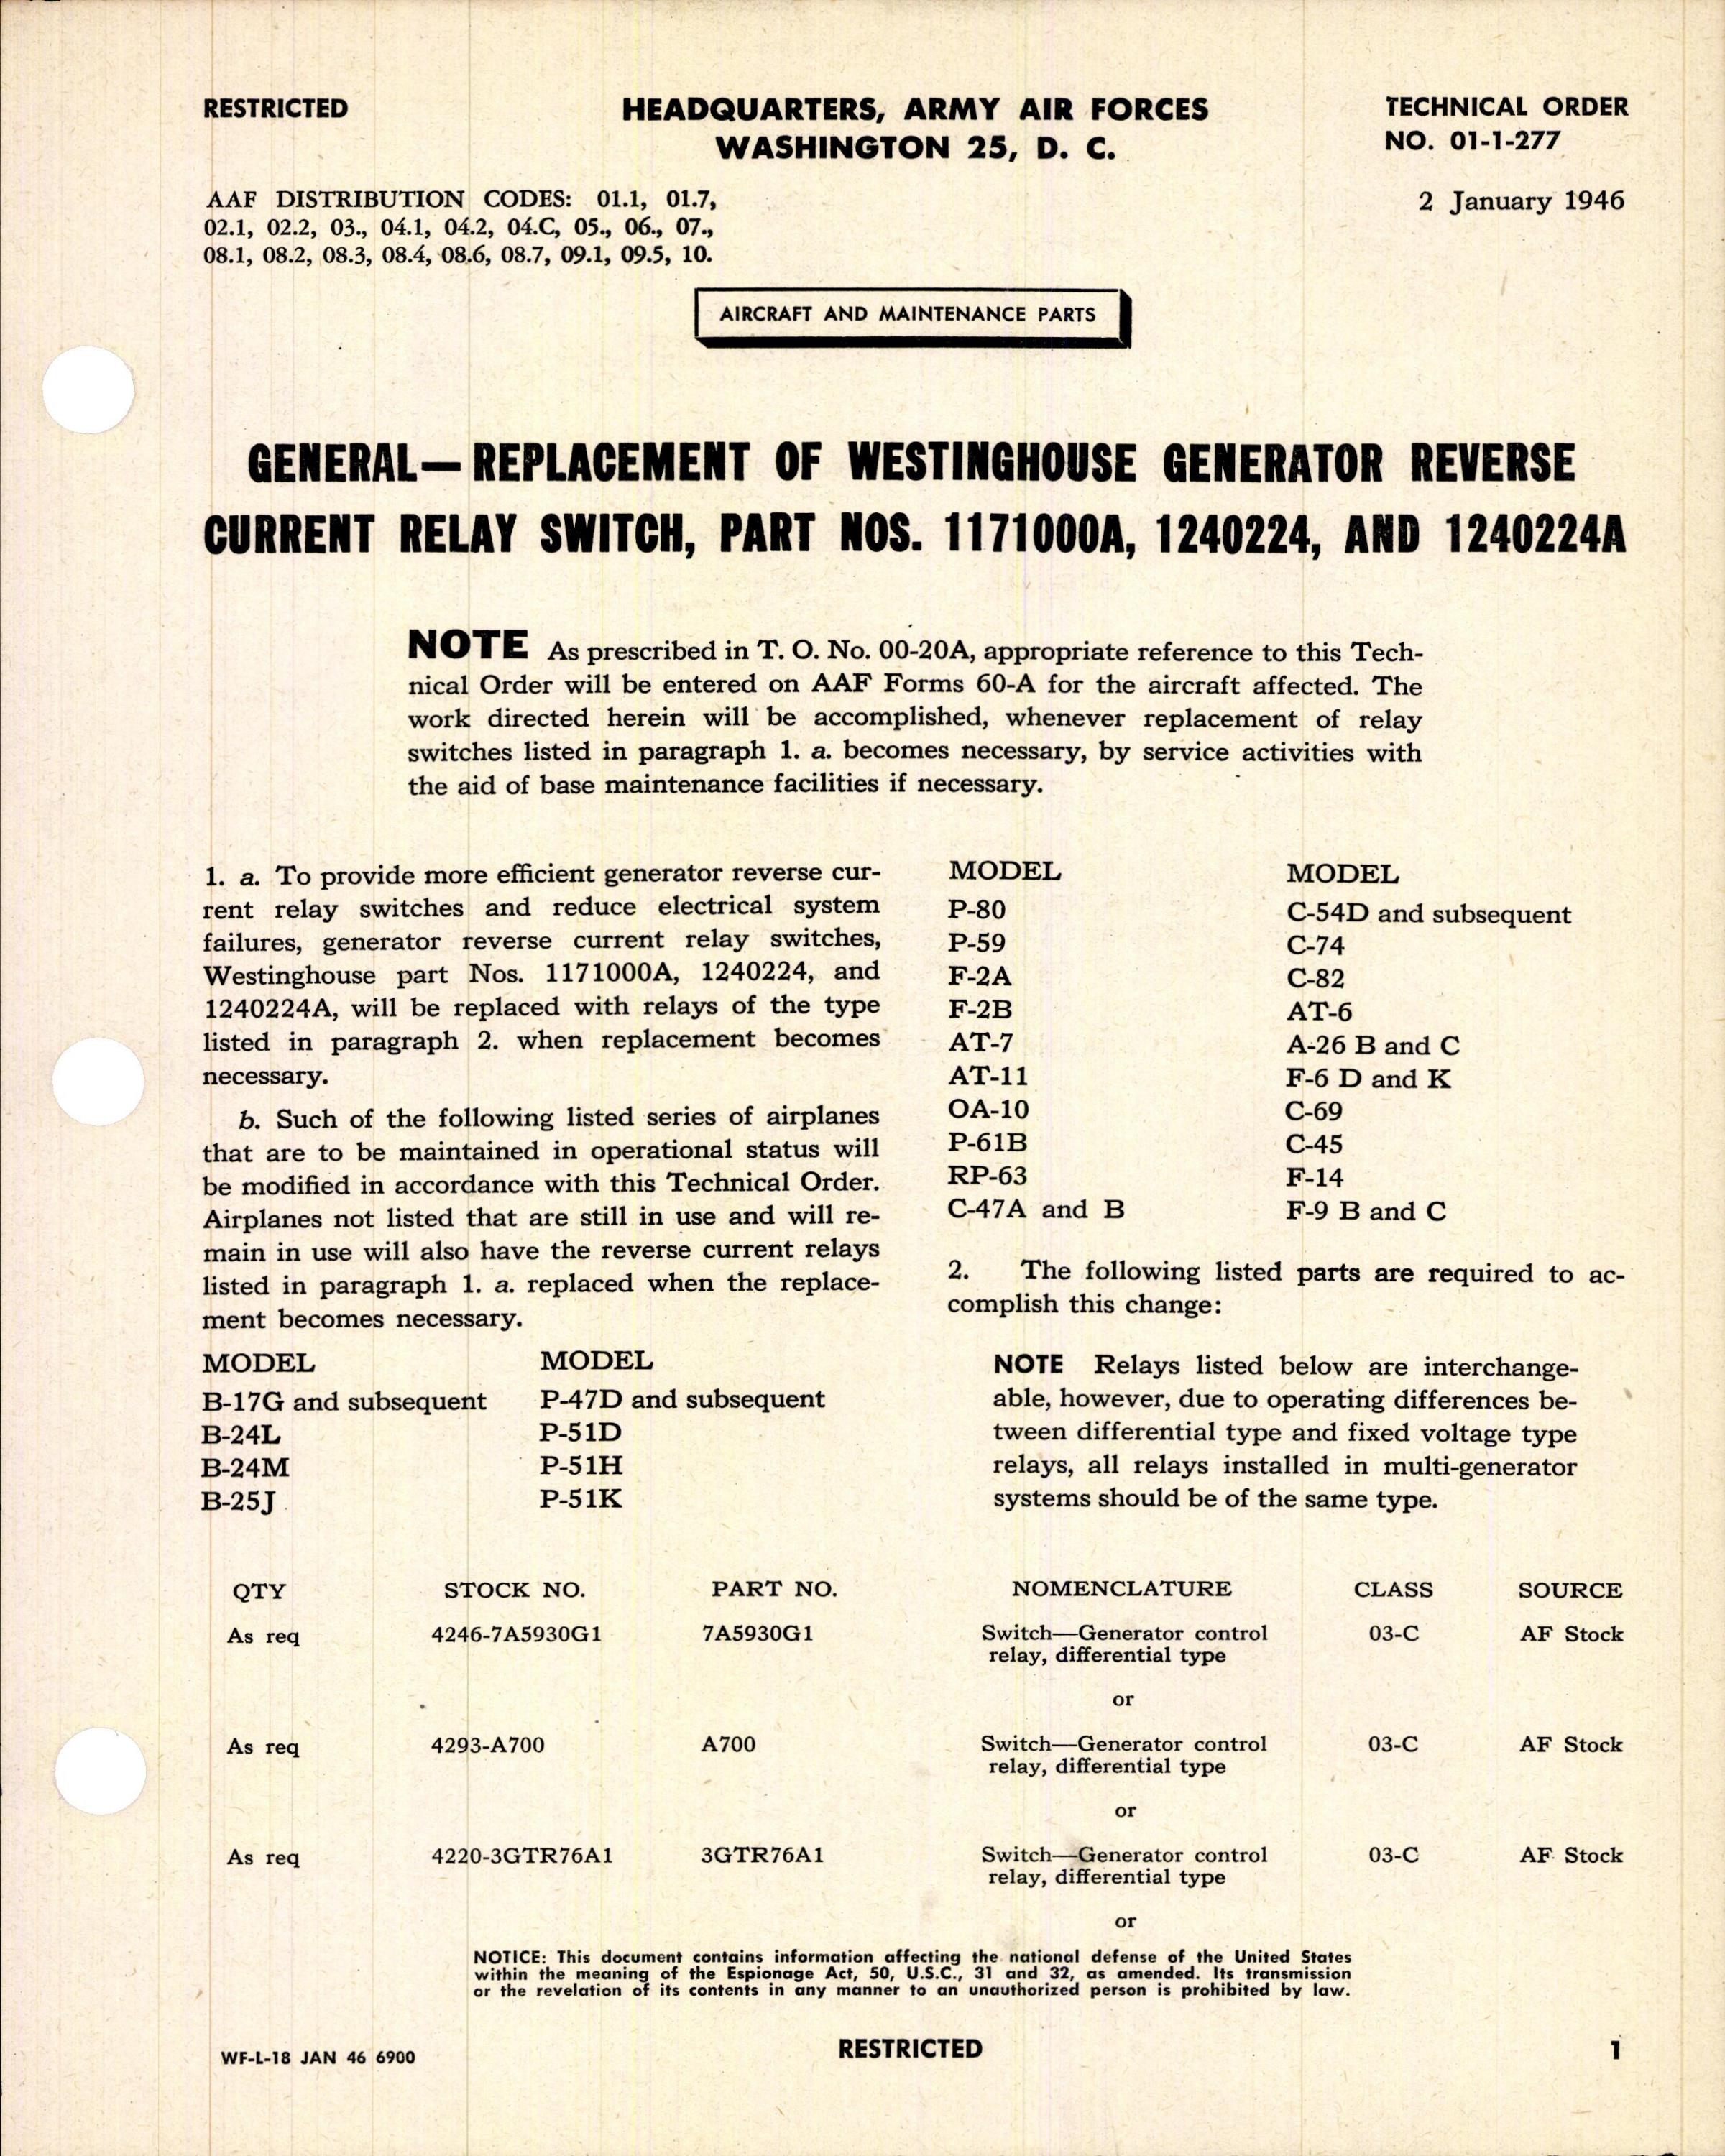 RESTRICTED
HEADQUARTERS, ARMY AIR FORCES
WASHINGTON 25, D. C.
TECHNICAL ORDER
NO. 01-1-277
AAF DISTRIBUTION CODES: 01.1, 01.7,
02.1, 02.2, 03., 04.1, 04.2, 04.C, 05., 06., 07.,
08.1, 08.2, 08.3, 08.4, 08.6, 08.7, 09.1, 09.5, 10.
2 January 1946
AIRCRAFT AND MAINTENANCE PARTS
GENERAL—REPLACEMENT OF WESTINGHOUSE GENERATOR REVERSE
CURRENT RELAY SWITCH, PART NOS. 1171000A, 1240224, AND 1240224A
NOTE As prescribed in T. O. No. 00-20A, appropriate reference to this Tech-
nical Order will be entered on AAF Forms 60-A for the aircraft affected. The
work directed herein will be accomplished, whenever replacement of relay
switches listed in paragraph 1. a. becomes necessary, by service activities with
the aid of base maintenance facilities if necessary.
1. a. To provide more efficient generator reverse cur-
rent relay switches and reduce electrical system
failures, generator reverse current relay switches,
Westinghouse part Nos. 1171000A, 1240224, and
1240224A, will be replaced with relays of the type
listed in paragraph 2. when replacement becomes
necessary.
b. Such of the following listed series of airplanes
that are to be maintained in operational status will
be modified in accordance with this Technical Order.
Airplanes not listed that are still in use and will re-
main in use will also have the reverse current relays
listed in paragraph 1. a. replaced when the replace-
ment becomes necessary.
MODEL MODEL
B-17G and subsequent P-47D and subsequent
B-24L P-51D
B-24M P-51H
B-25J P-51K
MODEL MODEL
P-80 C-54D and subsequent
P-59 C-74
F-2A C-82
F-2B AT-6
AT-7 A-26 B and C
AT-11 F-6 D and K
OA-10 C-69
P-61B C-45
RP-63 F-14
C-47A and B F-9 B and C
2. The following listed parts are required to ac-
complish this change:
NOTE Relays listed below are interchange-
able, however, due to operating differences be-
tween differential type and fixed voltage type
relays, all relays installed in multi-generator
systems should be of the same type.
QTY STOCK NO. PART NO. NOMENCLATURE CLASS SOURCE
As req 4246-7A5930G1 7A5930G1 Switch—Generator control 03-C AF Stock
relay, differential type
or
As req 4293-A700 A700 Switch—Generator control 03-C AF Stock
relay, differential type
or
As req 4220-3GTR76A1 3GTR76A1 Switch—Generator control 03-C AF Stock
relay, differential type
or
NOTICE: This document contains information affecting the national defense of the United States
within the meaning of the Espionage Act, 50, U.S.C., 31 and 32, as amended. Its transmission
or the revelation of its contents in any manner to an unauthorized person is prohibited by law.
WF-L-18 JAN 46 6900
RESTRICTED
1